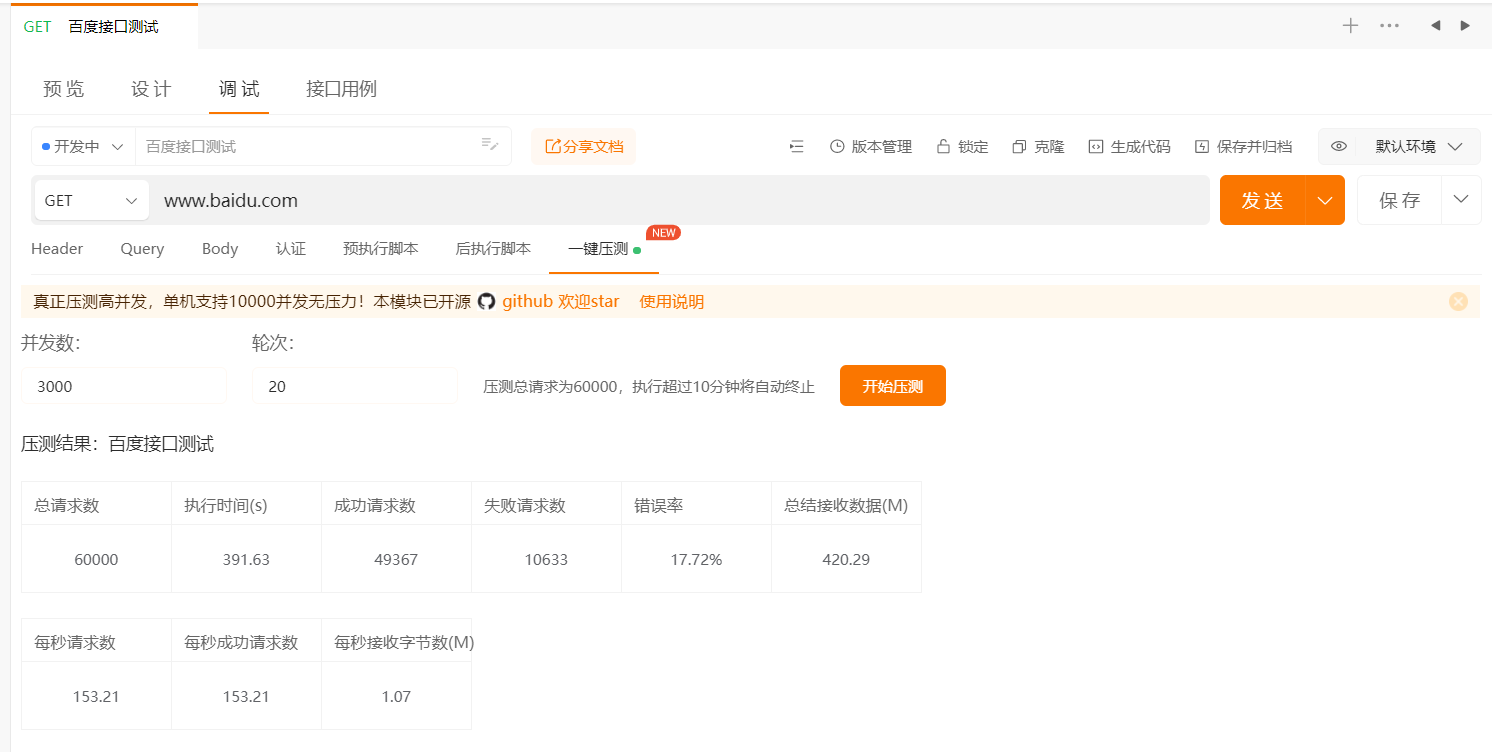 GET 百度接口测试
预览 设计 调试 接口用例
开发中 百度接口测试 分享文档 版本管理 锁定 克隆 生成代码 保存并归档 默认环境
GET www.baidu.com 发送 保存
Header Query Body 认证 预执行脚本 后执行脚本 一键压测 NEW
真正压测高并发，单机支持10000并发无压力！本模块已开源 github 欢迎star 使用说明
并发数： 轮次：
3000 20 压测总请求为60000，执行超过10分钟将自动终止 开始压测
压测结果：百度接口测试
总请求数 执行时间(s) 成功请求数 失败请求数 错误率 总结接收数据(M)
60000 391.63 49367 10633 17.72% 420.29
每秒请求数 每秒成功请求数 每秒接收字节数(M)
153.21 153.21 1.07